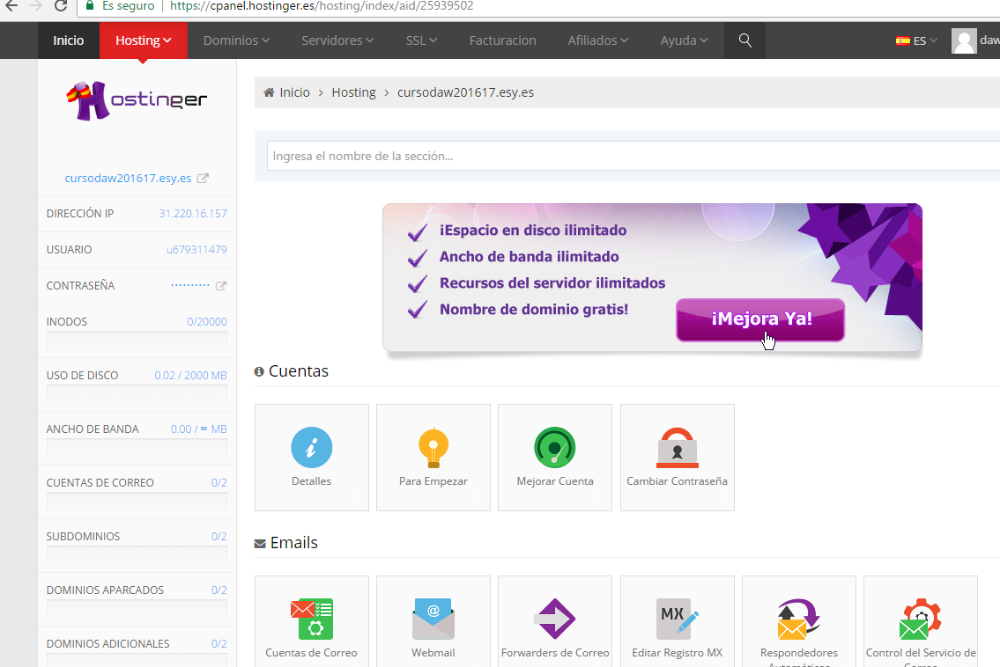 Es seguro | https://cpanel.hostinger.es/hosting/index/aid/25939502
Inicio Hosting Dominios Servidores SSL Facturacion Afiliados Ayuda ES daw
Hostinger
cursodaw201617.esy.es
DIRECCIÓN IP 31.220.16.157
USUARIO u679311479
CONTRASEÑA ··········
INODOS 0/20000
USO DE DISCO 0.02 / 2000 MB
ANCHO DE BANDA 0.00 / ∞ MB
CUENTAS DE CORREO 0/2
SUBDOMINIOS 0/2
DOMINIOS APARCADOS 0/2
DOMINIOS ADICIONALES 0/2
Inicio > Hosting > cursodaw201617.esy.es
Ingresa el nombre de la sección...
¡Espacio en disco ilimitado
Ancho de banda ilimitado
Recursos del servidor ilimitados
Nombre de dominio gratis!
¡Mejora Ya!
Cuentas
Detalles
Para Empezar
Mejorar Cuenta
Cambiar Contraseña
Emails
Cuentas de Correo
@
Webmail
Forwarders de Correo
MX
Editar Registro MX
Respondedores
Automáticos
Control del Servicio de
Correo